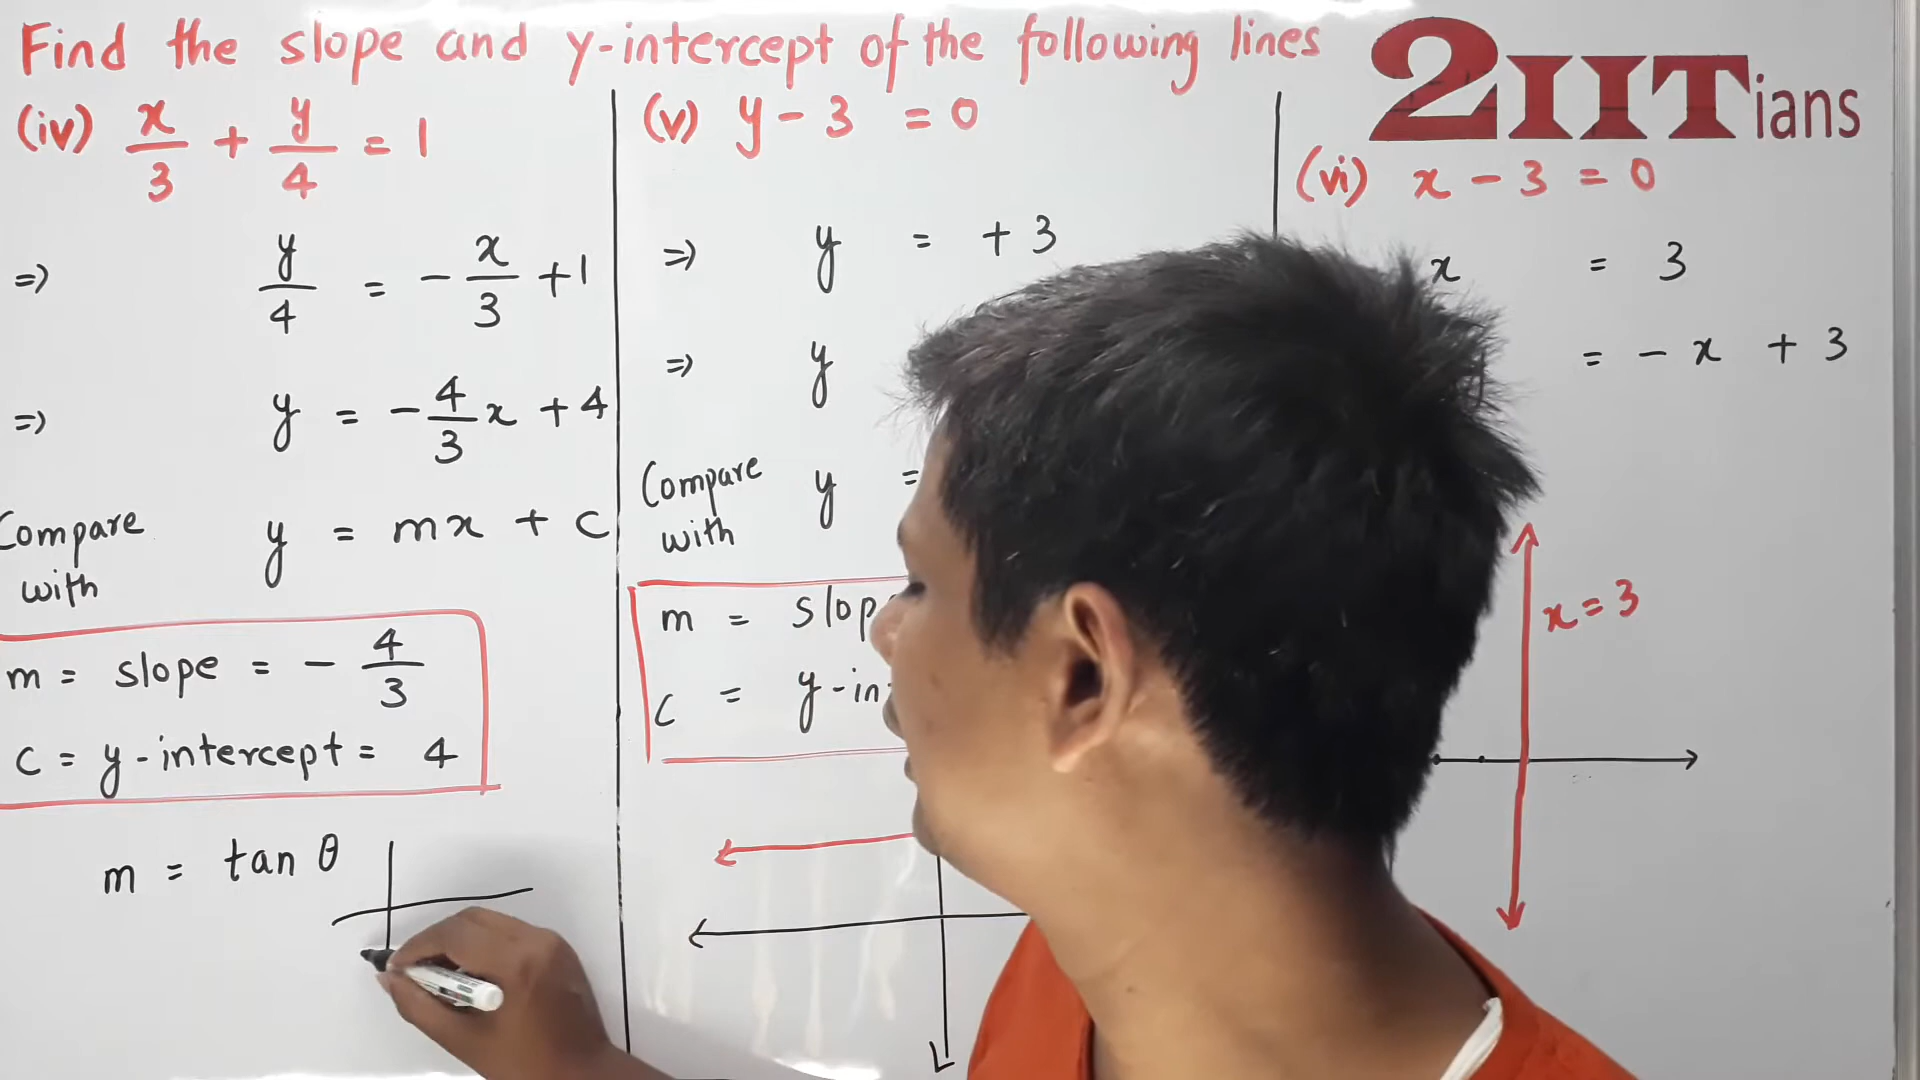 Find the slope and y-intercept of the following lines
2IITians
(iv) x/3 + y/4 = 1
=> y/4 = - x/3 + 1
=> y = - 4/3 x + 4
Compare with y = mx + c
m = slope = - 4/3
c = y-intercept = 4
m = tan θ
(v) y - 3 = 0
=> y = + 3
=> y
Compare with y =
m =
c =
(vi) x - 3 = 0
x = 3
= - x + 3
x = 3